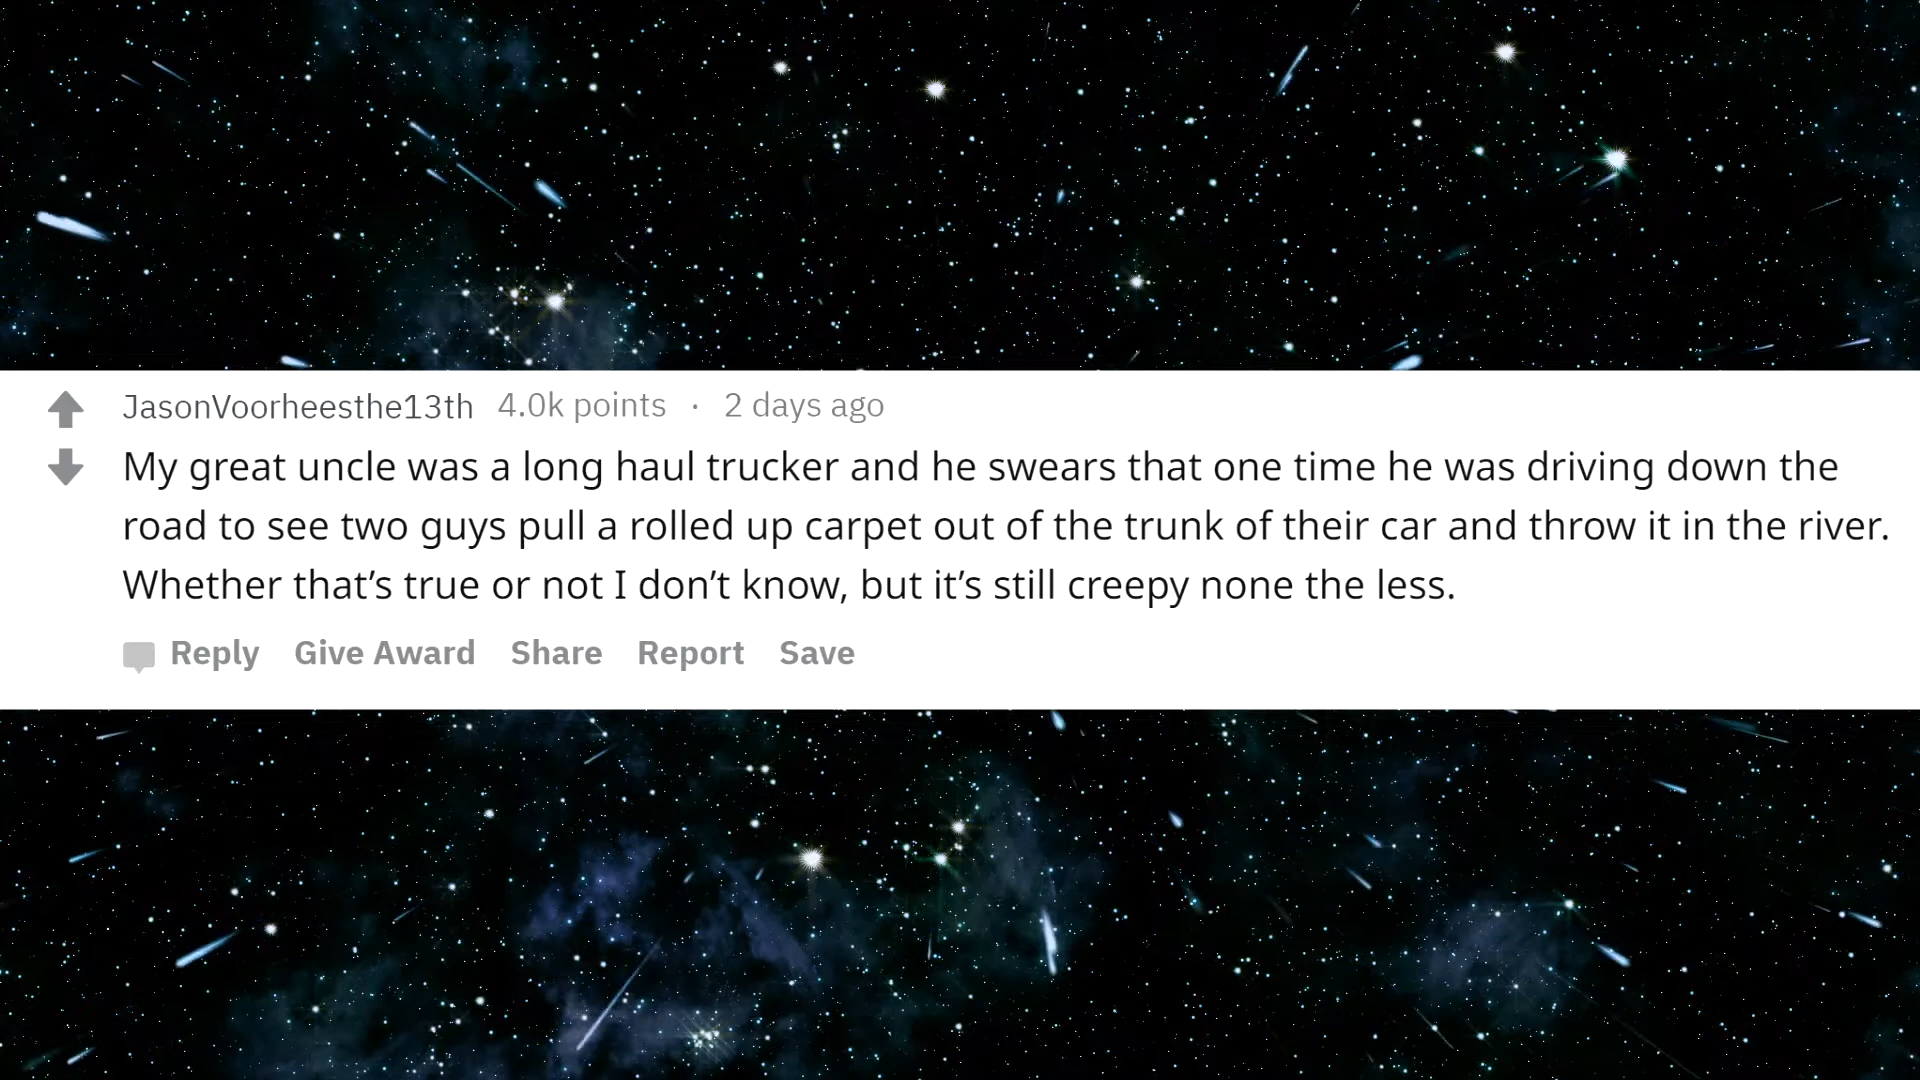 JasonVoorheesthe13th 4.0k points · 2 days ago
My great uncle was a long haul trucker and he swears that one time he was driving down the
road to see two guys pull a rolled up carpet out of the trunk of their car and throw it in the river.
Whether that’s true or not I don’t know, but it’s still creepy none the less.
Reply Give Award Share Report Save